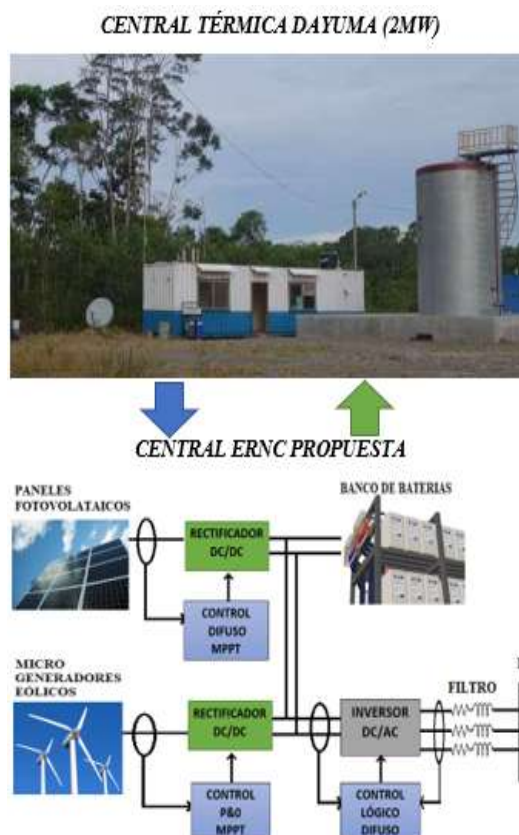 CENTRAL TÉRMICA DAYUMA (2MW)
CENTRAL ERNC PROPUESTA
PANELES
FOTOVOLATAICOS
RECTIFICADOR
DC/DC
BANCO DE BATERIAS
CONTROL
DIFUSO
MPPT
MICRO
GENERADORES
EÓLICOS
RECTIFICADOR
DC/DC
INVERSOR
DC/AC
FILTRO
CONTROL
P&0
MPPT
CONTROL
LÓGICO
DIFUSO